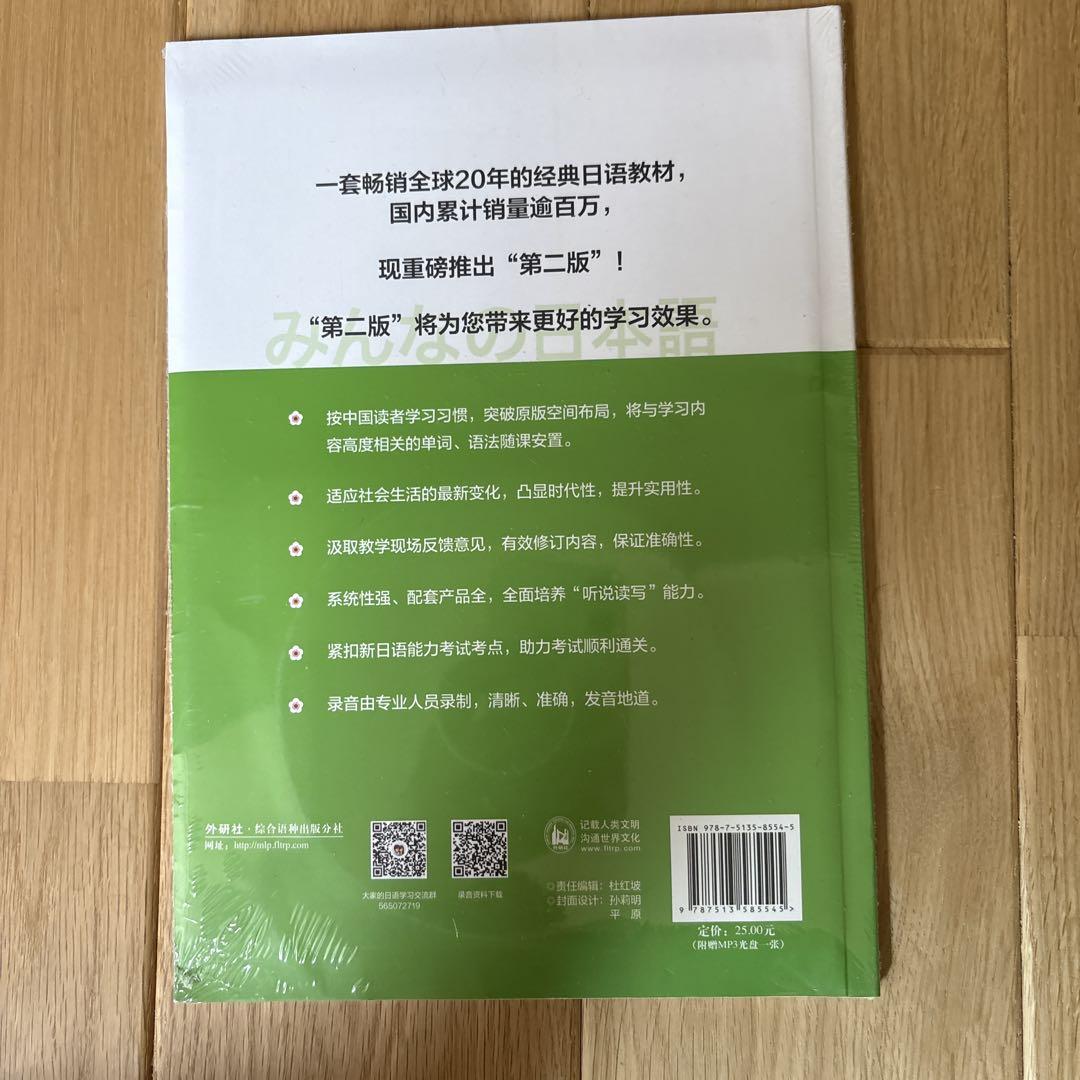 一套畅销全球20年的经典日语教材，
国内累计销量逾百万，
现重磅推出“第二版”！
“第二版”将为您带来更好的学习效果。
みんなの日本語
按中国读者学习习惯，突破原版空间布局，将与学习内
容高度相关的单词、语法随课安置。
适应社会生活的最新变化，凸显时代性，提升实用性。
汲取教学现场反馈意见，有效修订内容，保证准确性。
系统性强、配套产品全，全面培养“听说读写”能力。
紧扣新日语能力考试考点，助力考试顺利通关。
录音由专业人员录制，清晰、准确，发音地道。
外研社·综合语种出版分社
网址：http://mlp.fltrp.com
大家的日语学习交流群
565072719
录音资料下载
外研社
记载人类文明
沟通世界文化
www.fltrp.com
责任编辑：杜红坡
封面设计：孙莉明
平 原
ISBN 978-7-5135-8554-5
9 787513 585545>
定价：25.00元
（附赠MP3光盘一张）